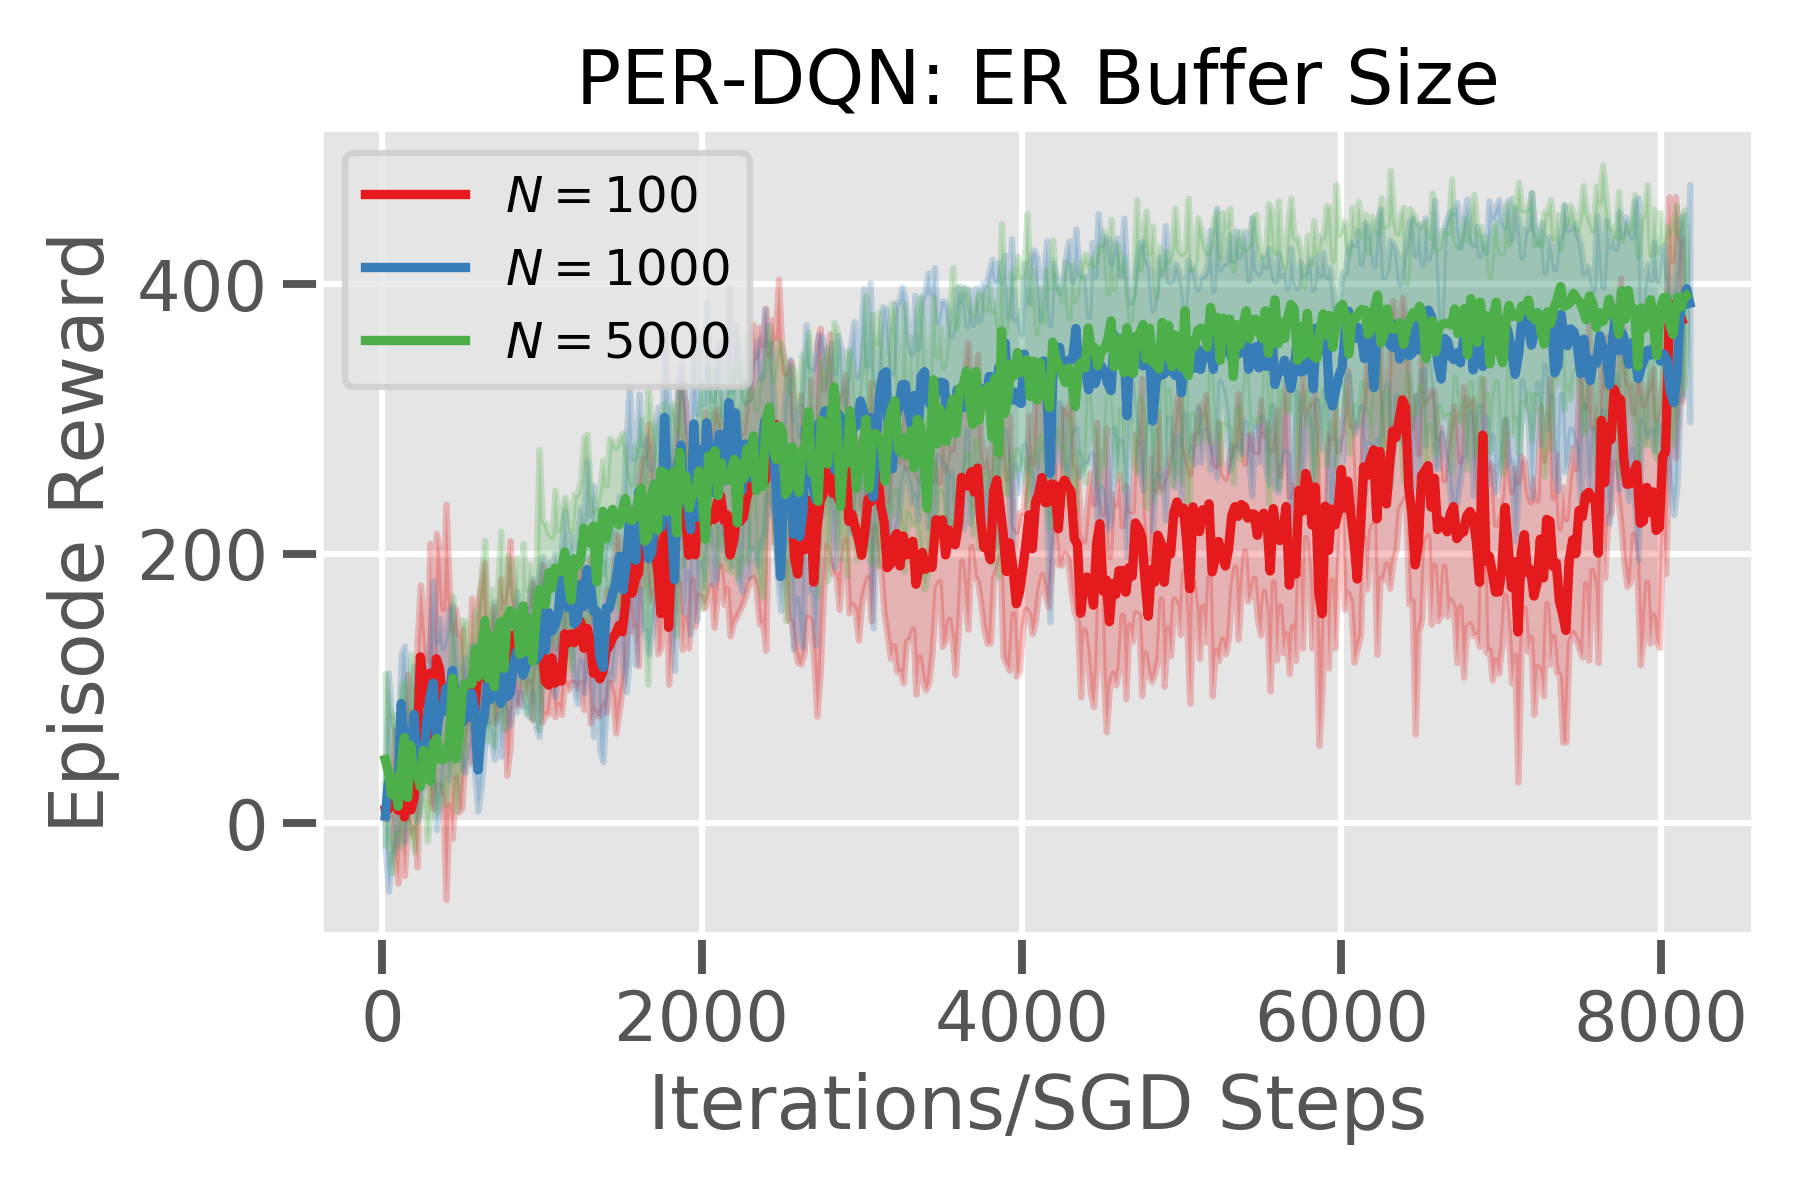 PER-DQN: ER Buffer Size
N = 100
N = 1000
N = 5000
Episode Reward
400
200
0
0 2000 4000 6000 8000
Iterations/SGD Steps